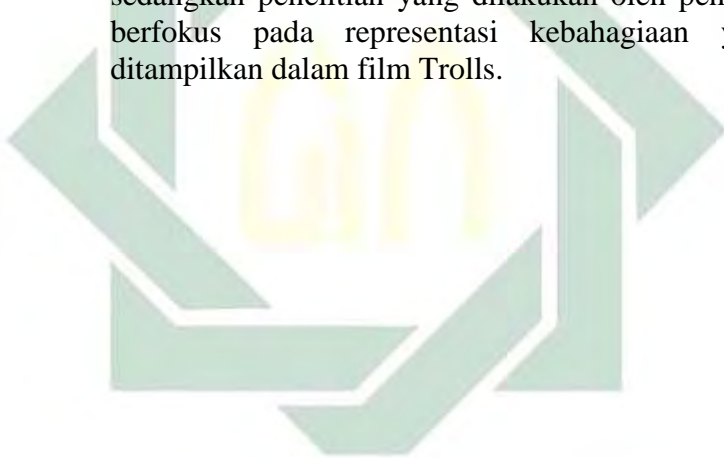 sedangkan penelitian yang dilakukan oleh
berfokus pada representasi kebahagiaan
ditampilkan dalam film Trolls.